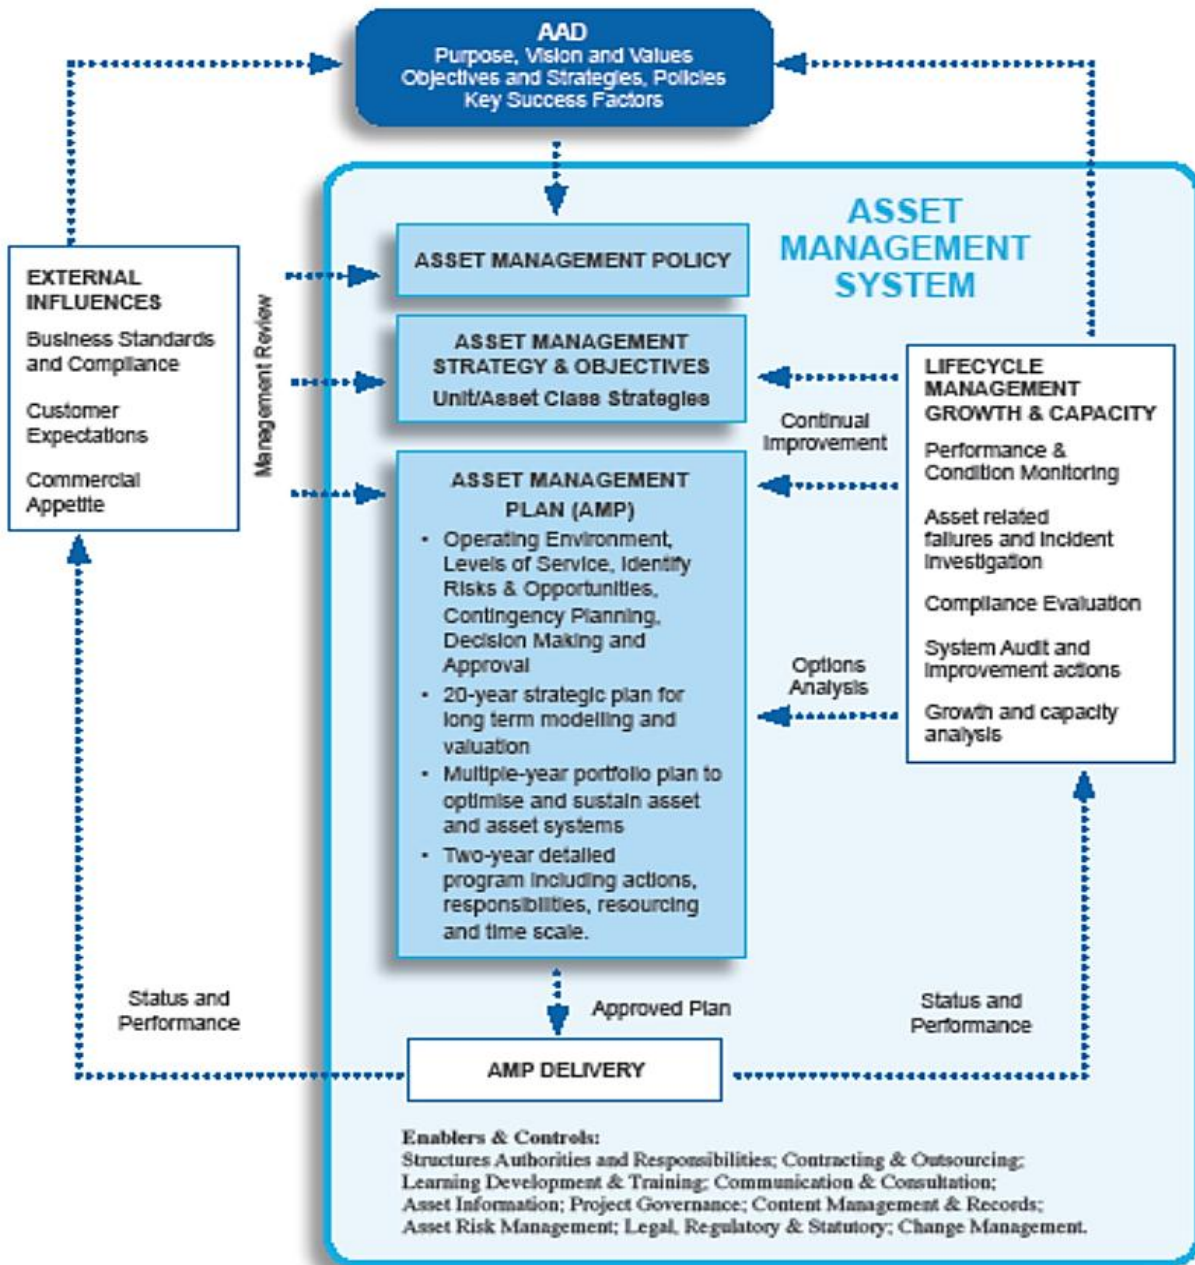 AAD
Purpose, Vision and Values
Objectives and Strategies, Policies
Key Success Factors
ASSET
MANAGEMENT
SYSTEM
EXTERNAL
INFLUENCES
Business Standards
and Compliance
Customer
Expectations
Commercial
Appetite
Management Review
ASSET MANAGEMENT POLICY
ASSET MANAGEMENT
STRATEGY & OBJECTIVES
Unit/Asset Class Strategies
ASSET MANAGEMENT
PLAN (AMP)
• Operating Environment,
Levels of Service, Identify
Risks & Opportunities,
Contingency Planning,
Decision Making and
Approval
• 20-year strategic plan for
long term modelling and
valuation
• Multiple-year portfolio plan to
optimise and sustain asset
and asset systems
• Two-year detailed
program including actions,
responsibilities, resourcing
and time scale.
Continual
Improvement
Options
Analysis
LIFECYCLE
MANAGEMENT
GROWTH & CAPACITY
Performance &
Condition Monitoring
Asset related
failures and incident
investigation
Compliance Evaluation
System Audit and
improvement actions
Growth and capacity
analysis
Status and
Performance
Approved Plan
Status and
Performance
AMP DELIVERY
Enablers & Controls:
Structures Authorities and Responsibilities; Contracting & Outsourcing;
Learning Development & Training; Communication & Consultation;
Asset Information; Project Governance; Content Management & Records;
Asset Risk Management; Legal, Regulatory & Statutory; Change Management.